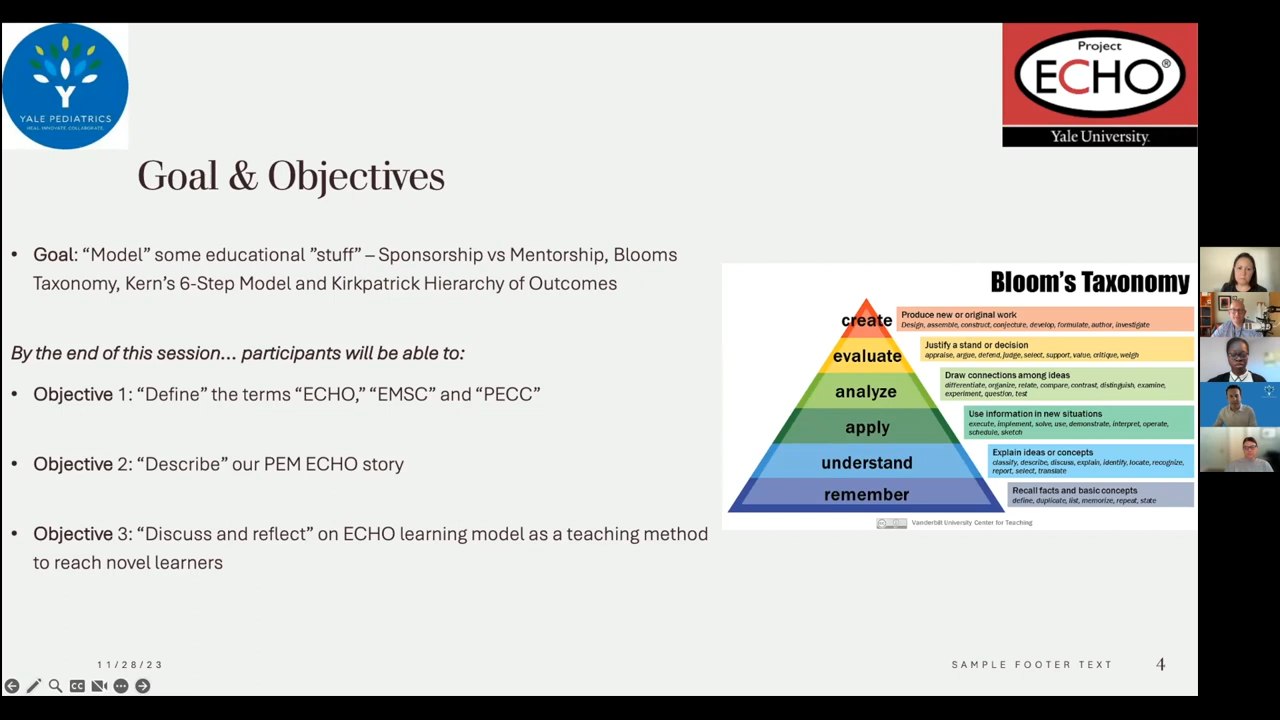 YALE PEDIATRICS
HEAL. INNOVATE. COLLABORATE.
Project
ECHO®
Yale University.
Goal & Objectives
• Goal: “Model” some educational ”stuff” – Sponsorship vs Mentorship, Blooms
Taxonomy, Kern’s 6-Step Model and Kirkpatrick Hierarchy of Outcomes
By the end of this session… participants will be able to:
• Objective 1: “Define” the terms “ECHO,” “EMSC” and “PECC”
• Objective 2: “Describe” our PEM ECHO story
• Objective 3: “Discuss and reflect” on ECHO learning model as a teaching method
to reach novel learners
Bloom’s Taxonomy
create
Produce new or original work
Design, assemble, construct, conjecture, develop, formulate, author, investigate
evaluate
Justify a stand or decision
appraise, argue, defend, judge, select, support, value, critique, weigh
analyze
Draw connections among ideas
differentiate, organize, relate, compare, contrast, distinguish, examine,
experiment, question, test
apply
Use information in new situations
execute, implement, solve, use, demonstrate, interpret, operate,
schedule, sketch
understand
Explain ideas or concepts
classify, describe, discuss, explain, identify, locate, recognize,
report, select, translate
remember
Recall facts and basic concepts
define, duplicate, list, memorize, repeat, state
Vanderbilt University Center for Teaching
11/28/23
SAMPLE FOOTER TEXT
4
CC